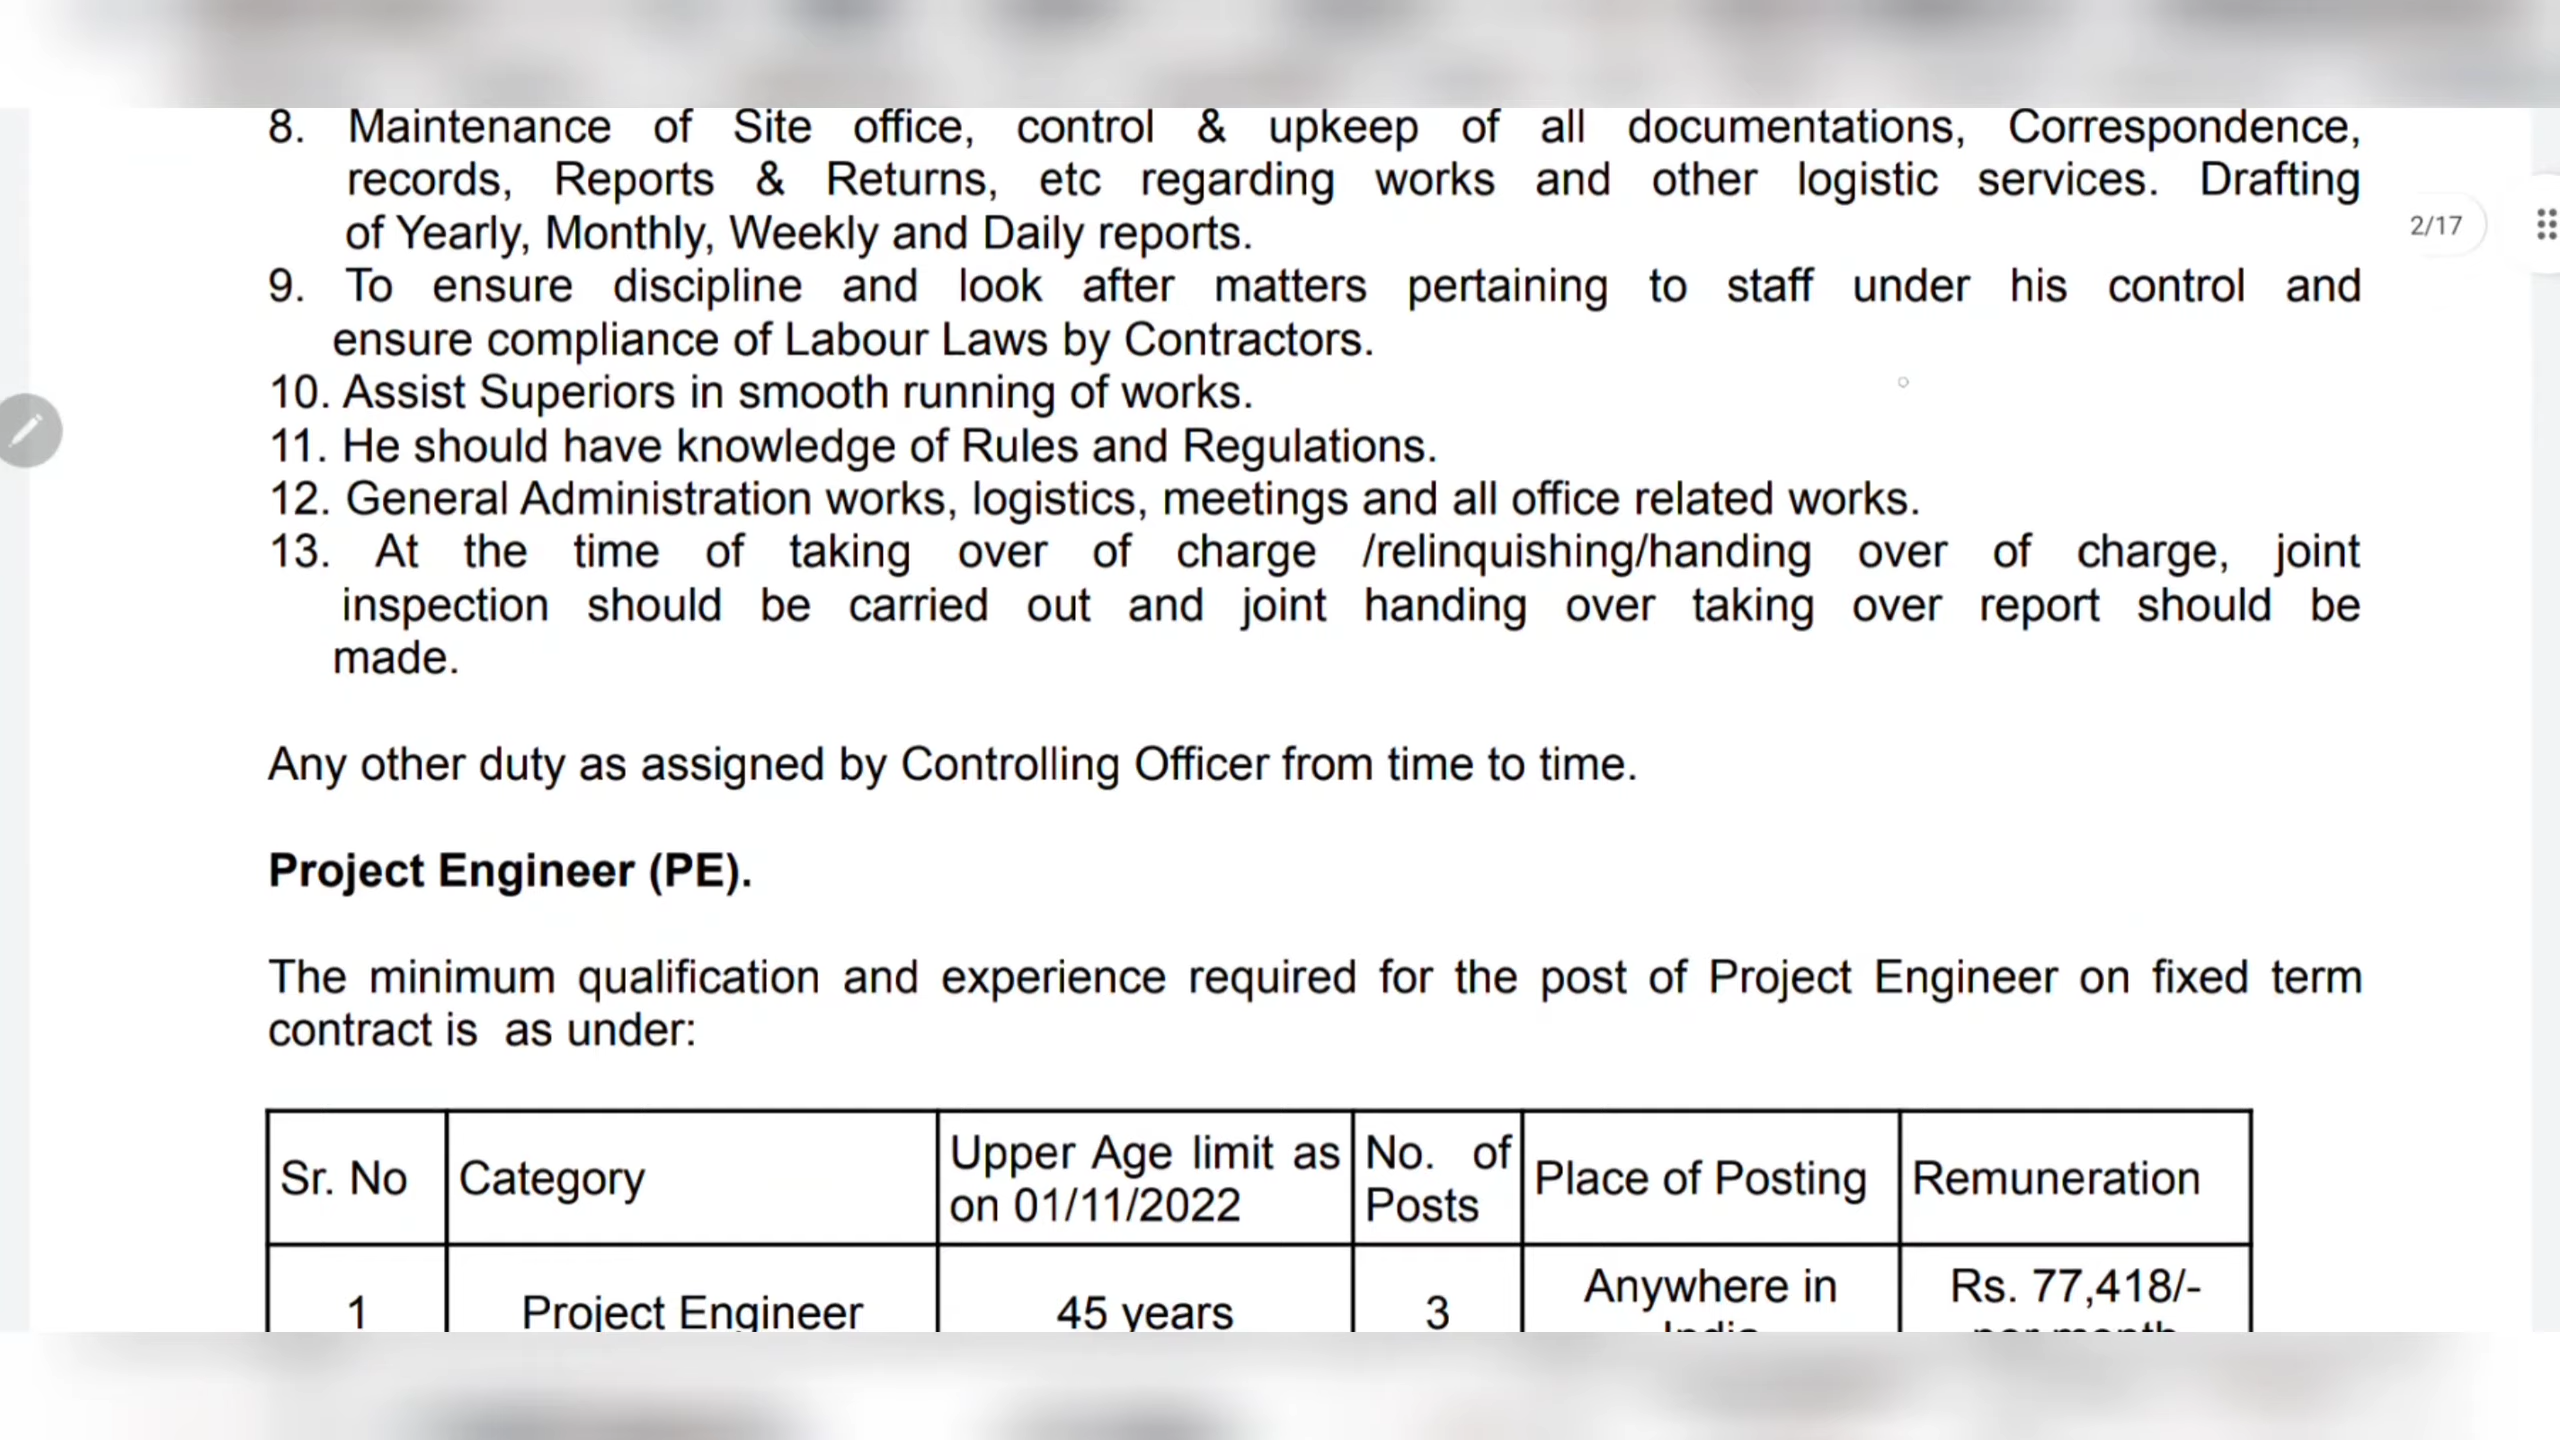 8. Maintenance of Site office, control & upkeep of all documentations, Correspondence,
records, Reports & Returns, etc regarding works and other logistic services. Drafting
of Yearly, Monthly, Weekly and Daily reports.
2/17
9. To ensure discipline and look after matters pertaining to staff under his control and
ensure compliance of Labour Laws by Contractors.
10. Assist Superiors in smooth running of works.
11. He should have knowledge of Rules and Regulations.
12. General Administration works, logistics, meetings and all office related works.
13. At the time of taking over of charge /relinquishing/handing over of charge, joint
inspection should be carried out and joint handing over taking over report should be
made.
Any other duty as assigned by Controlling Officer from time to time.
Project Engineer (PE).
The minimum qualification and experience required for the post of Project Engineer on fixed term
contract is as under:
Sr. No Category Upper Age limit as on 01/11/2022 No. of Posts Place of Posting Remuneration
1 Project Engineer 45 years 3 Anywhere in India Rs. 77,418/- per month